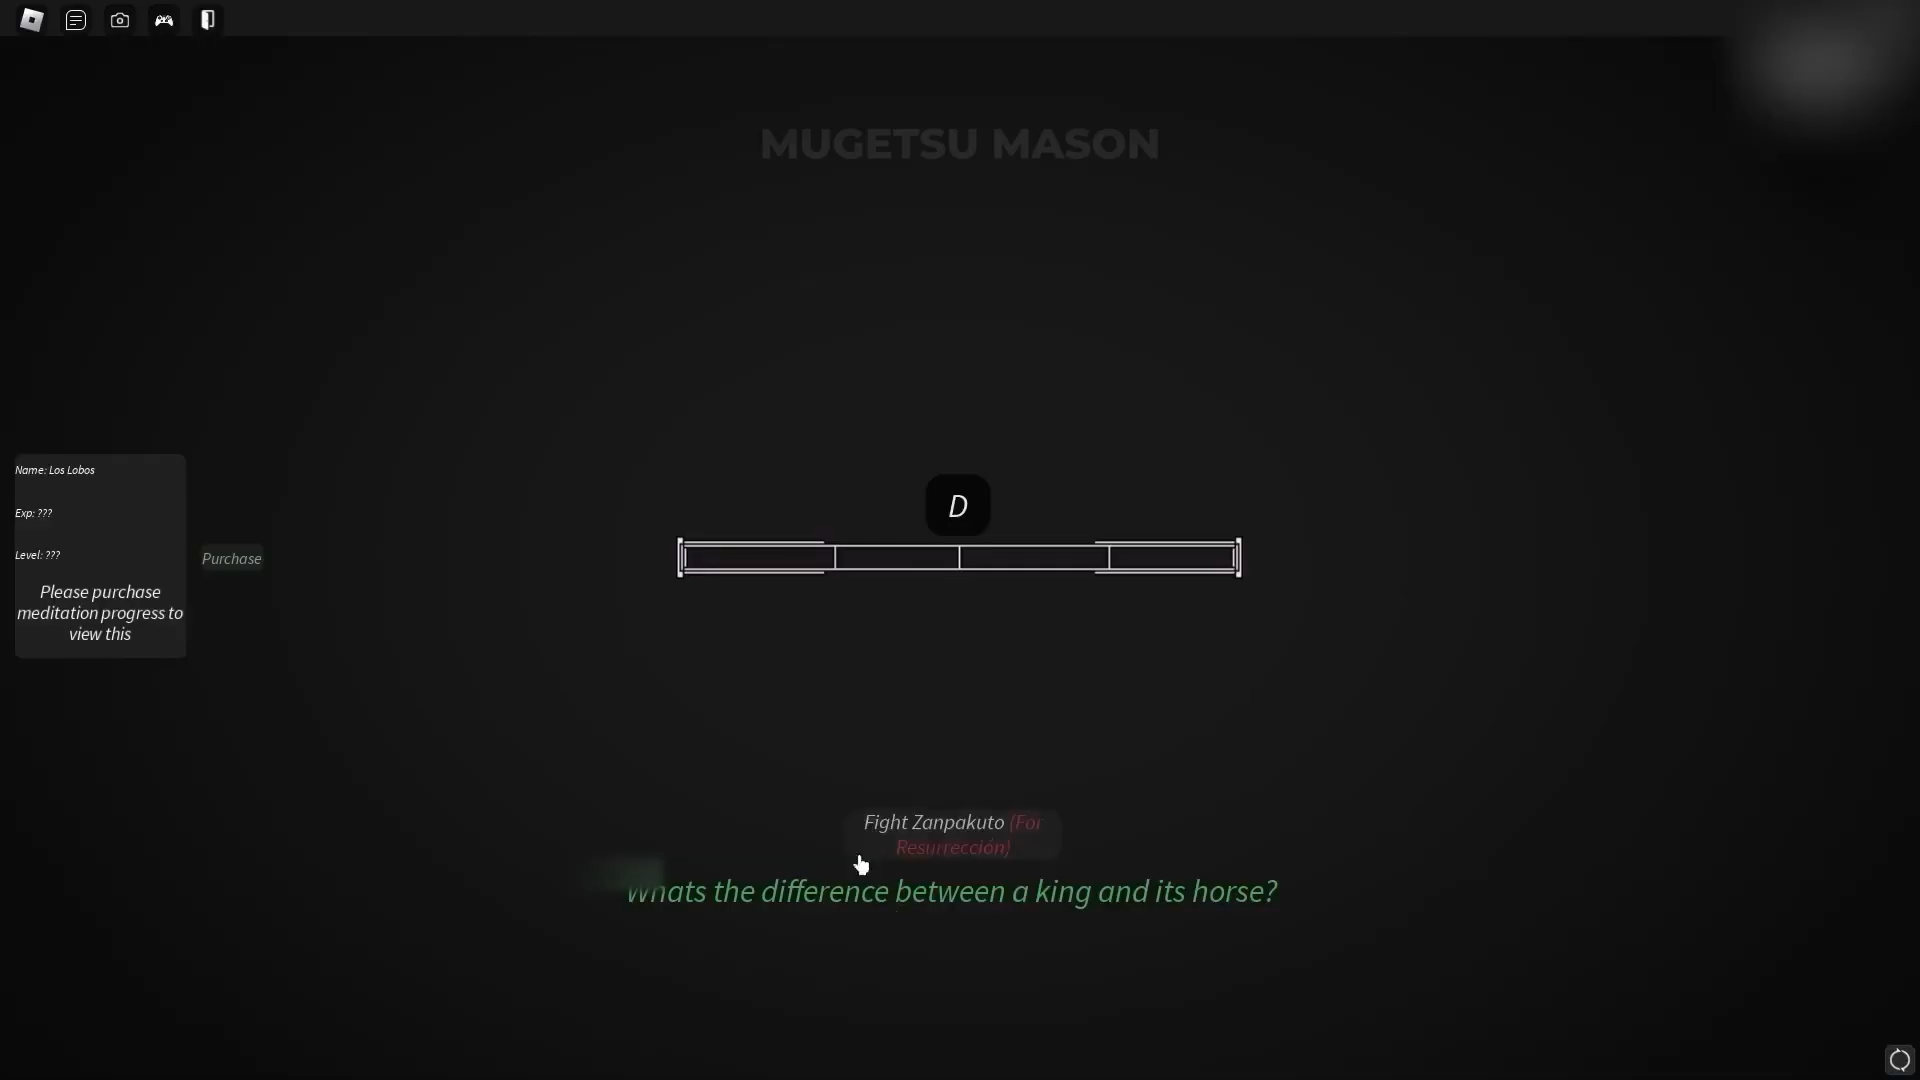 MUGETSU MASON
Name: Los Lobos
Exp: ???
Level: ???
Please purchase
meditation progress to
view this
Purchase
D
Fight Zanpakuto (For
Resurrección)
Whats the difference between a king and its horse?